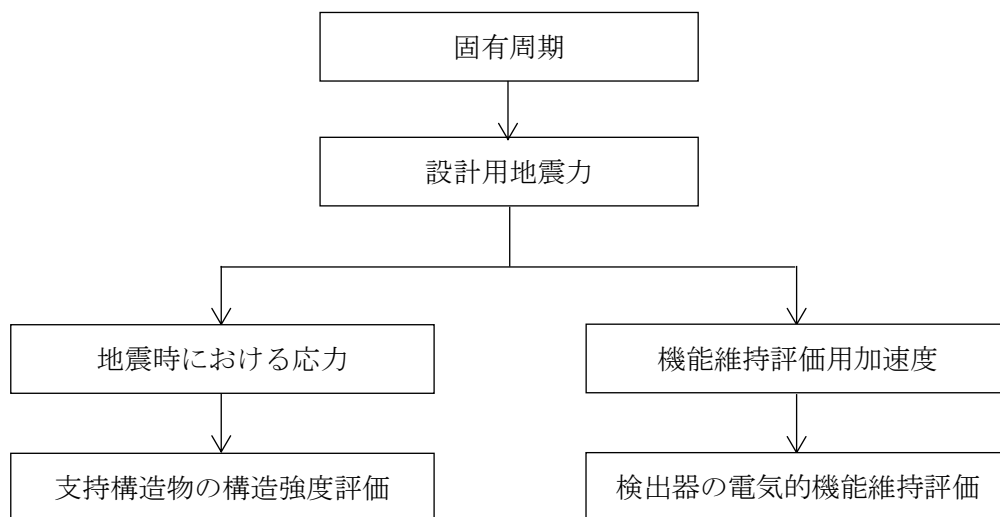 固有周期
設計用地震力
地震時における応力
機能維持評価用加速度
支持構造物の構造強度評価
検出器の電気的機能維持評価